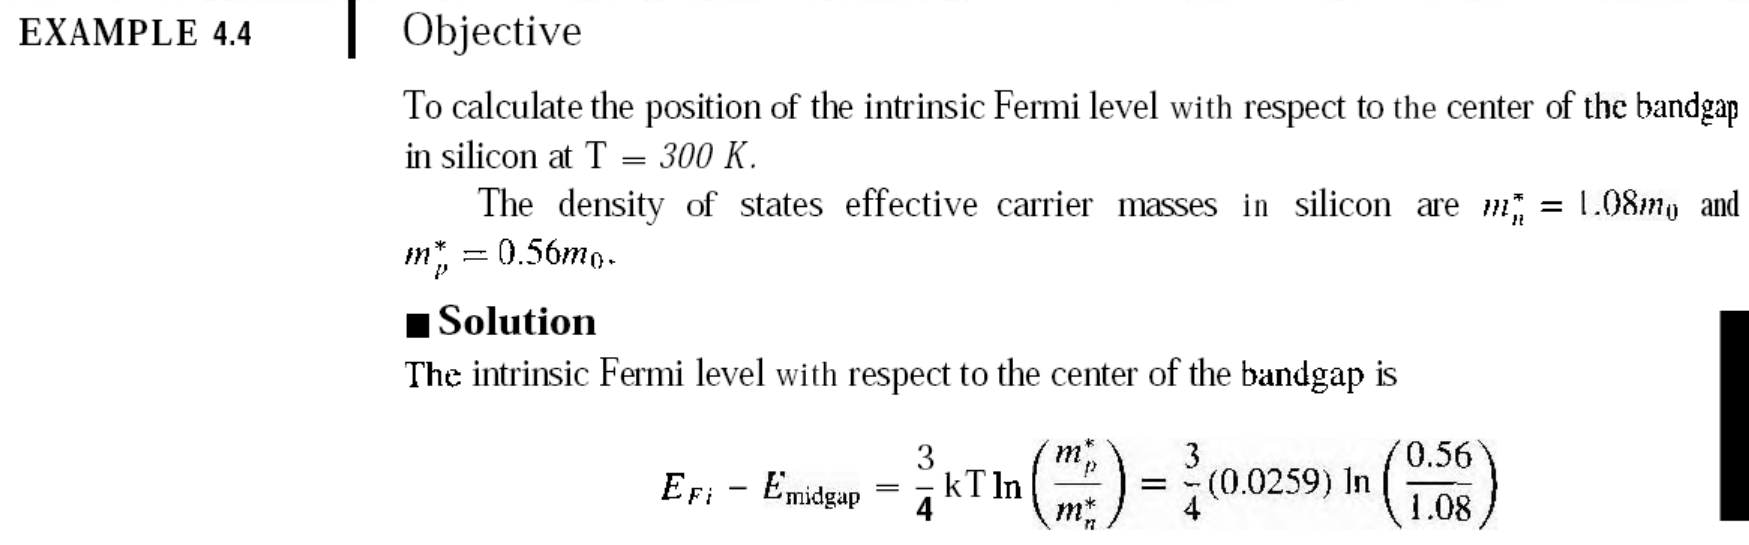 EXAMPLE 4.4
Objective
To calculate the position of the intrinsic Fermi level with respect to the center of the bandgap
in silicon at T = 300 K.
The density of states effective carrier masses in silicon are m*n = 1.08m0 and
m*p = 0.56m0.
■ Solution
The intrinsic Fermi level with respect to the center of the bandgap is
E_Fi − E_midgap = 3/4 kT ln(m*p/m*n) = 3/4 (0.0259) ln(0.56/1.08)